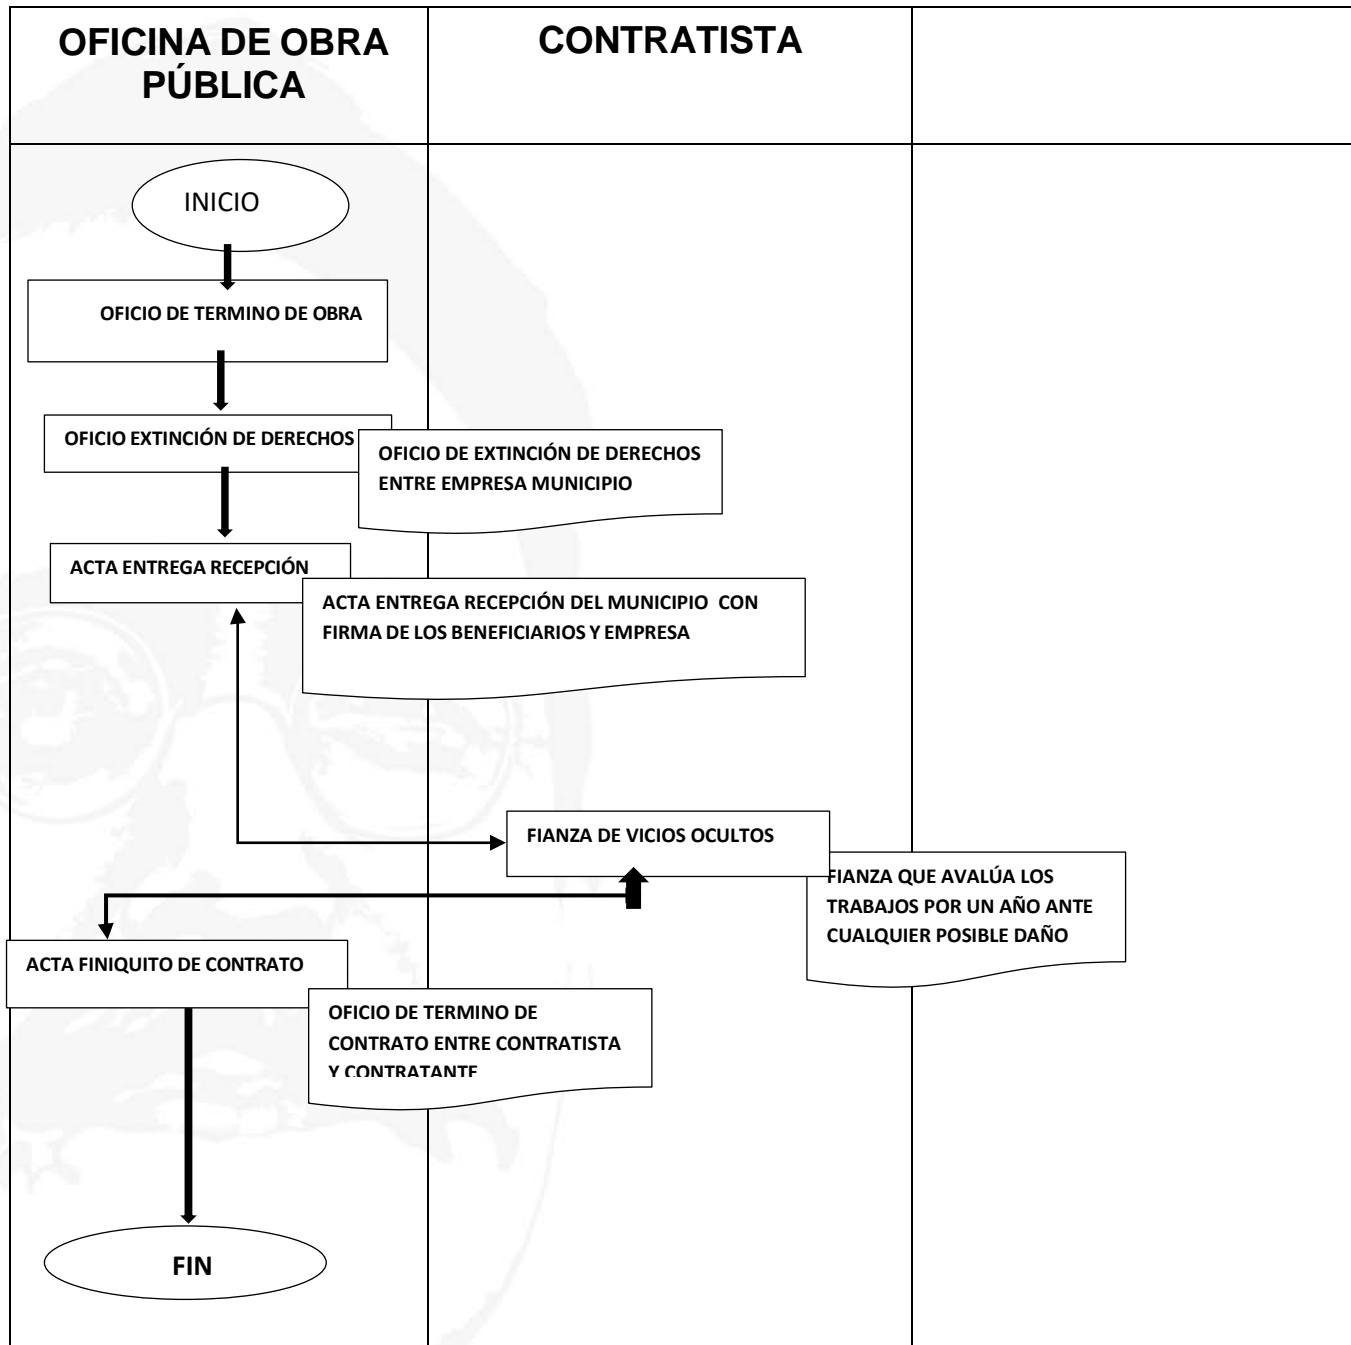 OFICINA DE OBRA
PÚBLICA
CONTRATISTA
INICIO
OFICIO DE TERMINO DE OBRA
OFICIO EXTINCIÓN DE DERECHOS
OFICIO DE EXTINCIÓN DE DERECHOS
ENTRE EMPRESA MUNICIPIO
ACTA ENTREGA RECEPCIÓN
ACTA ENTREGA RECEPCIÓN DEL MUNICIPIO CON
FIRMA DE LOS BENEFICIARIOS Y EMPRESA
FIANZA DE VICIOS OCULTOS
FIANZA QUE AVALÚA LOS
TRABAJOS POR UN AÑO ANTE
CUALQUIER POSIBLE DAÑO
ACTA FINIQUITO DE CONTRATO
OFICIO DE TERMINO DE
CONTRATO ENTRE CONTRATISTA
Y CONTRATANTE
FIN